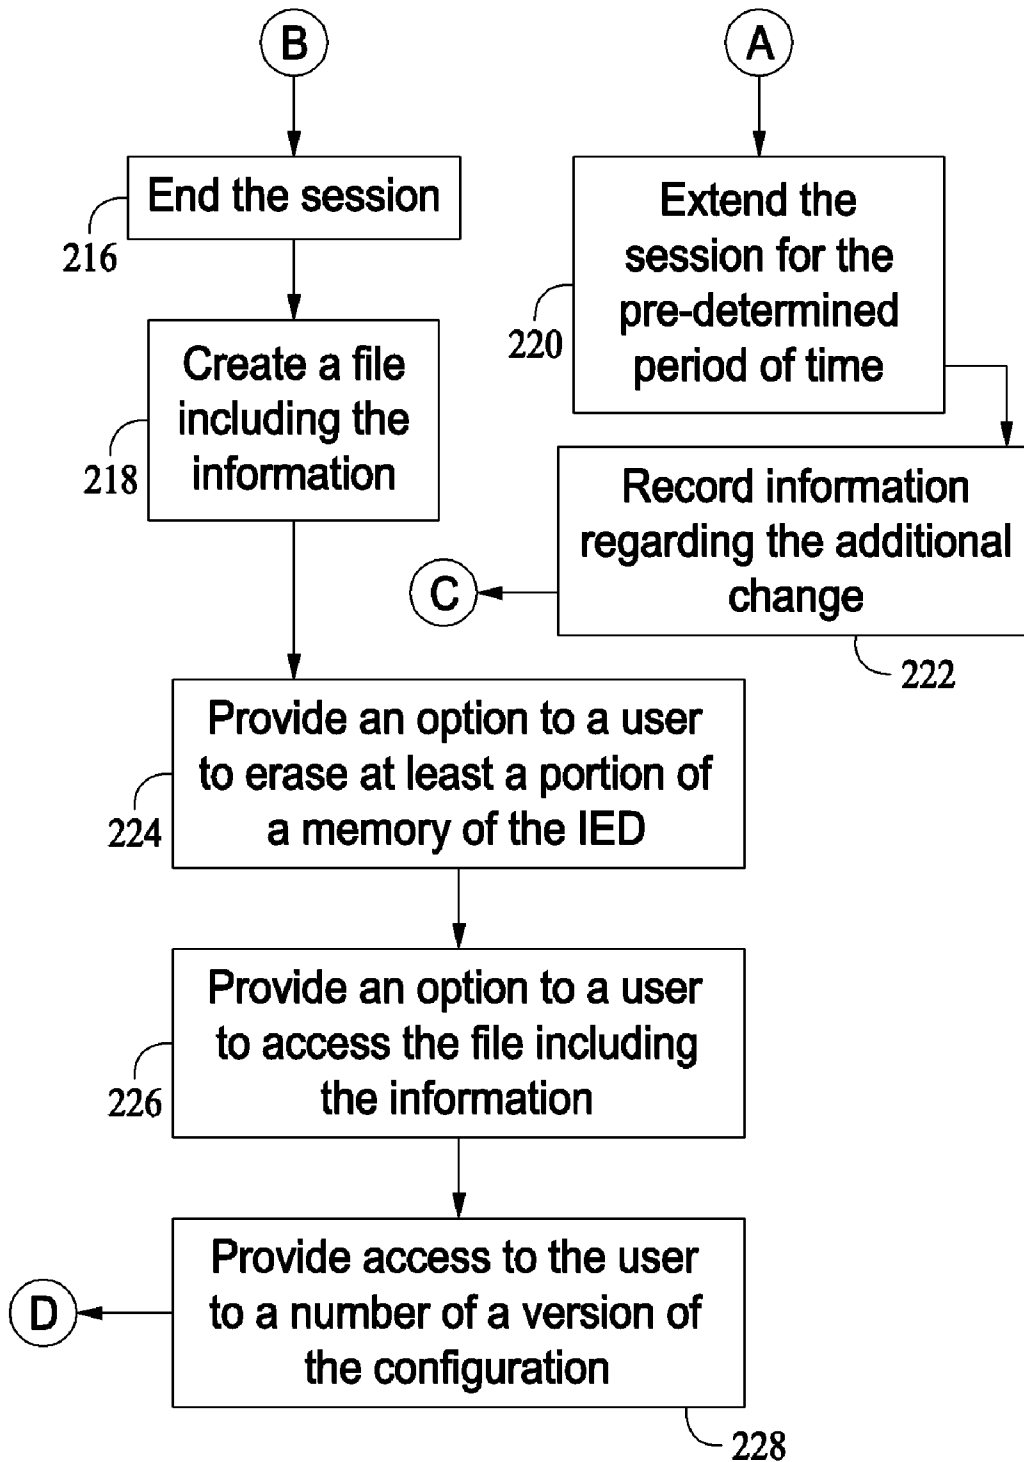 B
A
End the session
216
Extend the
session for the
pre-determined
period of time
220
Create a file
including the
information
218
Record information
regarding the additional
change
222
C
Provide an option to a user
to erase at least a portion of
a memory of the IED
224
Provide an option to a user
to access the file including
the information
226
Provide access to the user
to a number of a version of
the configuration
228
D